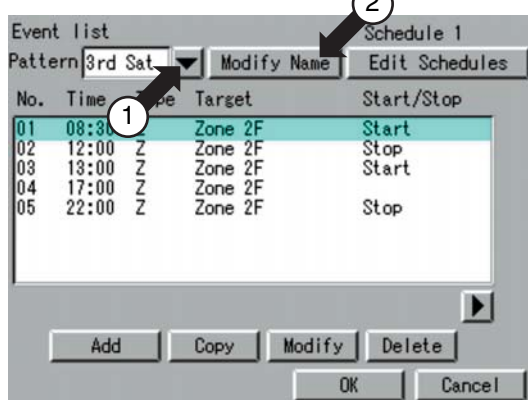 2
Event list Schedule 1
Pattern 3rd Sat Modify Name Edit Schedules
1
No. Time Target Start/Stop
01 08:30 Z Zone 2F Start
02 12:00 Z Zone 2F Stop
03 13:00 Z Zone 2F Start
04 17:00 Z Zone 2F
05 22:00 Z Zone 2F Stop
Add Copy Modify Delete
OK Cancel